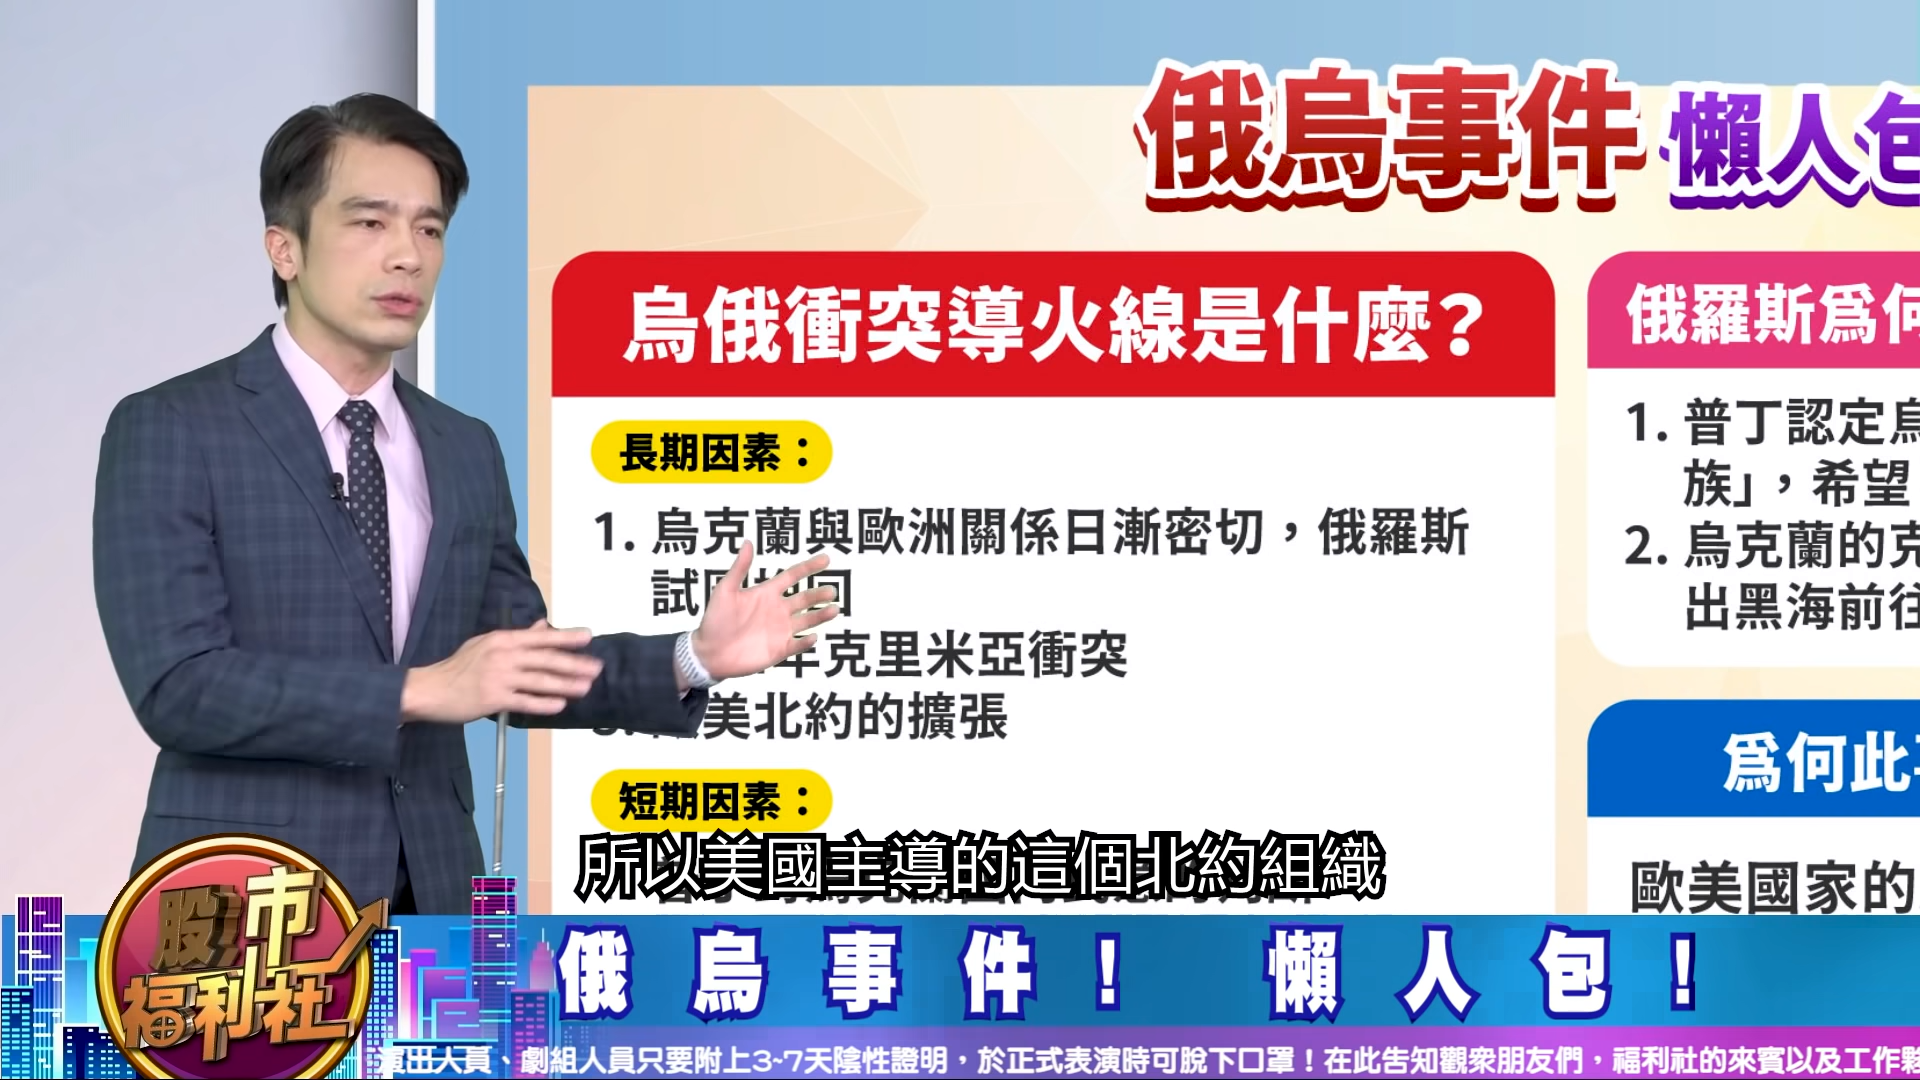 俄烏事件 懶人包
烏俄衝突導火線是什麼？
長期因素：
1. 烏克蘭與歐洲關係日漸密切，俄羅斯
試 回
年克里米亞衝突
美北約的擴張
短期因素：
俄羅斯爲何
1. 普丁認定烏
族」，希望
2. 烏克蘭的克
出黑海前往
爲何此
歐美國家的
所以美國主導的這個北約組織
股市
福利社
俄烏事件！ 懶人包！
演出人員、劇組人員只要附上3~7天陰性證明，於正式表演時可脫下口罩！在此告知觀眾朋友們，福利社的來賓以及工作夥